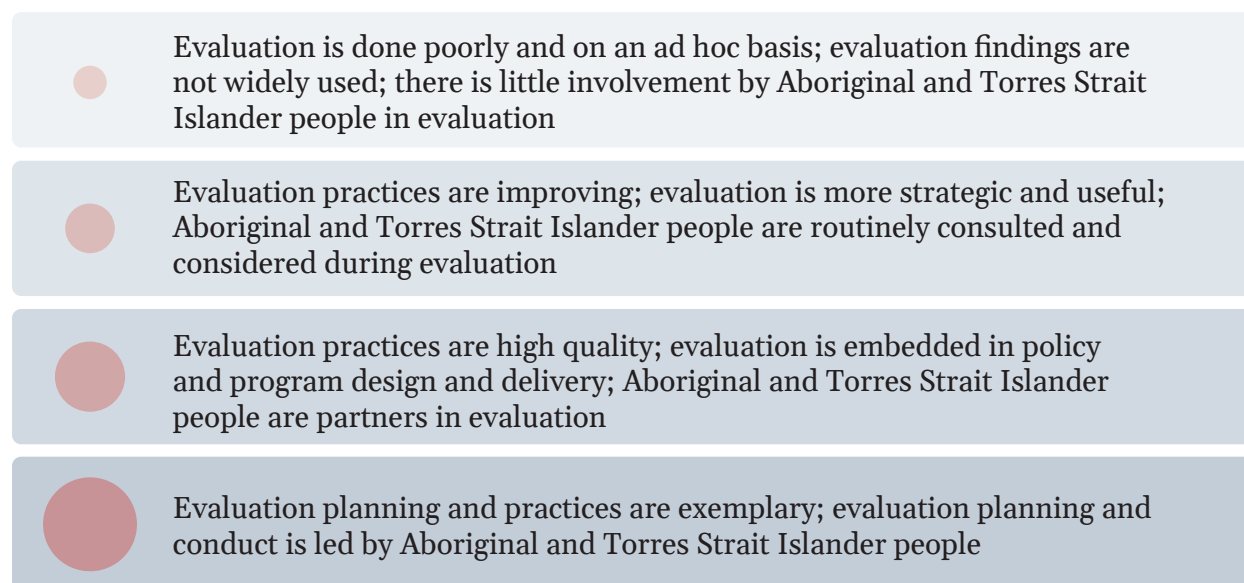 Evaluation is done poorly and on an ad hoc basis; evaluation findings are
not widely used; there is little involvement by Aboriginal and Torres Strait
Islander people in evaluation
Evaluation practices are improving; evaluation is more strategic and useful;
Aboriginal and Torres Strait Islander people are routinely consulted and
considered during evaluation
Evaluation practices are high quality; evaluation is embedded in policy
and program design and delivery; Aboriginal and Torres Strait Islander
people are partners in evaluation
Evaluation planning and practices are exemplary; evaluation planning and
conduct is led by Aboriginal and Torres Strait Islander people